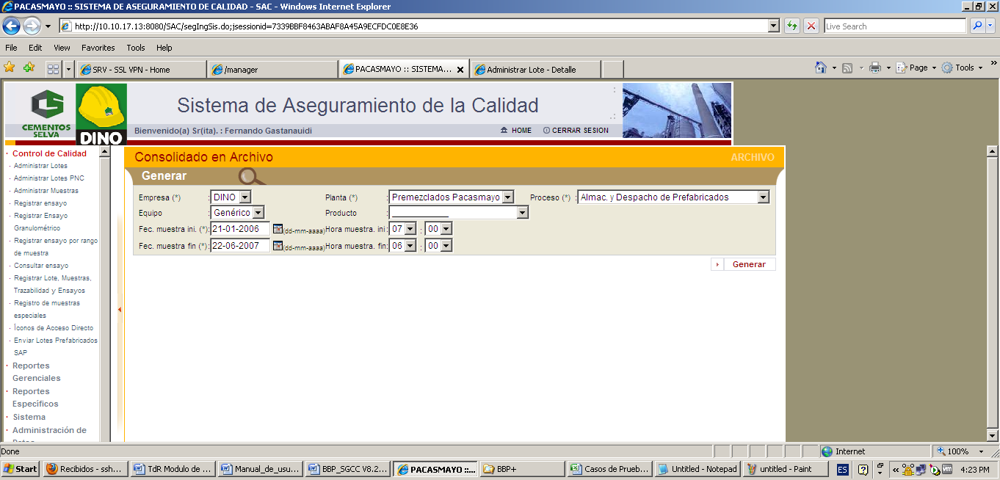 PACASMAYO :: SISTEMA DE ASEGURAMIENTO DE CALIDAD - SAC - Windows Internet Explorer
http://10.10.17.13:8080/SAC/segIngSis.do;jsessionid=7339BBF8463ABAF8A45A9ECFDC0E8E36
Live Search
File Edit View Favorites Tools Help
SRV - SSL VPN - Home
/manager
PACASMAYO :: SISTEMA...
Administrar Lote - Detalle
Page
Tools
CEMENTOS
SELVA
DINO
Sistema de Aseguramiento de la Calidad
Bienvenido(a) Sr(ita). : Fernando Gastanauidi
HOME
CERRAR SESION
· Control de Calidad
· Administrar Lotes
· Administrar Lotes PNC
· Administrar Muestras
· Registrar ensayo
· Registrar Ensayo
Granulométrico
· Registrar ensayo por rango
de muestra
· Consultar ensayo
· Registrar Lote, Muestras,
Trazabilidad y Ensayos
· Registro de muestras
especiales
· Íconos de Acceso Directo
· Enviar Lotes Prefabricados
SAP
· Reportes
Gerenciales
· Reportes
Específicos
· Sistema
· Administración de
Consolidado en Archivo
ARCHIVO
Generar
Empresa (*) : DINO Planta (*) : Premezclados Pacasmayo Proceso (*) : Almac. y Despacho de Prefabricados
Equipo : Genérico Producto : ____________
Fec. muestra ini. (*): 21-01-2006 (dd-mm-aaaa) Hora muestra. ini : 07 : 00
Fec. muestra fin (*): 22-06-2007 (dd-mm-aaaa) Hora muestra. fin: 06 : 00
Generar
Done
Internet
100%
Start
Recibidos - ssh...
TdR Modulo de ...
Manual_de_usu...
BBP_SGCC V8.2...
PACASMAYO ::...
BBP+
Casos de Prueb...
Untitled - Notepad
untitled - Paint
ES
4:23 PM